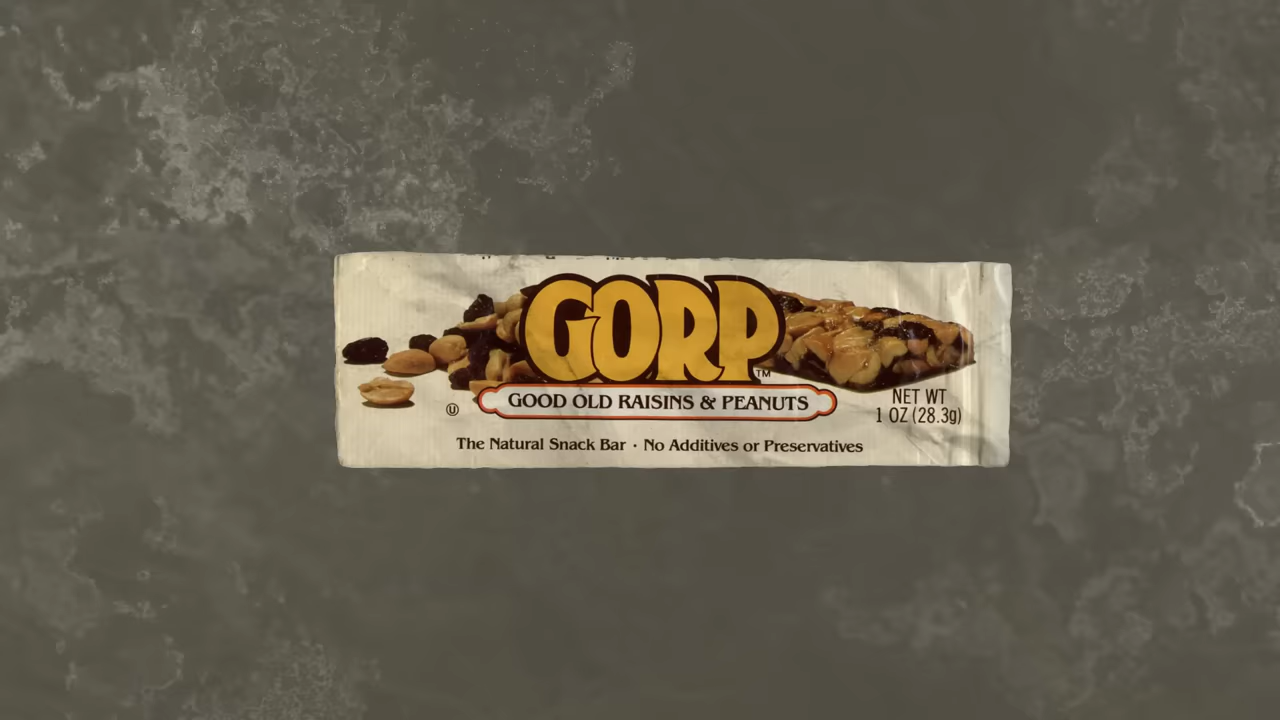 GORP
TM
GOOD OLD RAISINS & PEANUTS
U
NET WT
1 OZ (28.3g)
The Natural Snack Bar · No Additives or Preservatives